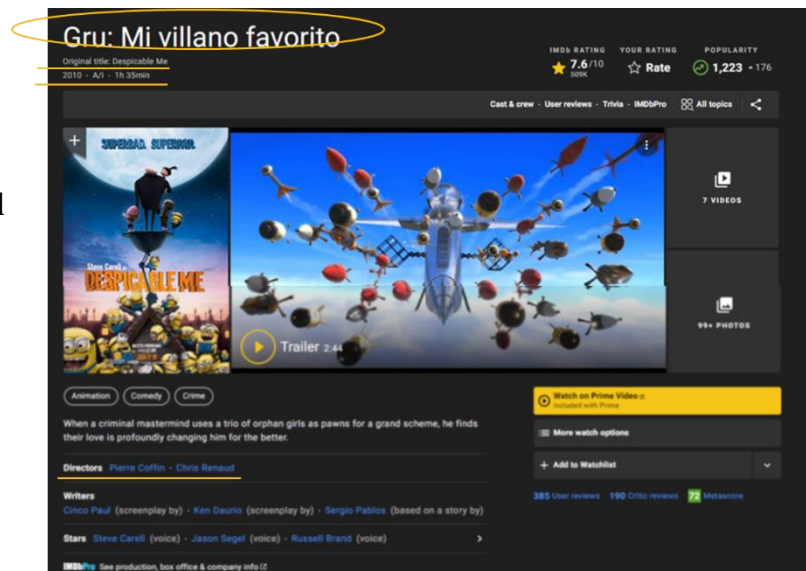 Gru: Mi villano favorito
Original title: Despicable Me
2010 · A/i · 1h 35min
IMDb RATING YOUR RATING POPULARITY
7.6/10 Rate 1,223 176
509K
Cast & crew · User reviews · Trivia · IMDbPro All topics
l
SUPERBAD. SUPERDAD.
7 VIDEOS
Steve Carell
DESPICABLE ME
JULY 9
Trailer 2:44
99+ PHOTOS
Animation Comedy Crime
Watch on Prime Video
included with Prime
When a criminal mastermind uses a trio of orphan girls as pawns for a grand scheme, he finds
their love is profoundly changing him for the better.
More watch options
Directors Pierre Coffin · Chris Renaud
+ Add to Watchlist
Writers
Cinco Paul (screenplay by) · Ken Daurio (screenplay by) · Sergio Pablos (based on a story by)
385 User reviews 190 Critic reviews 72 Metascore
Stars Steve Carell (voice) · Jason Segel (voice) · Russell Brand (voice)
IMDbPro See production, box office & company info